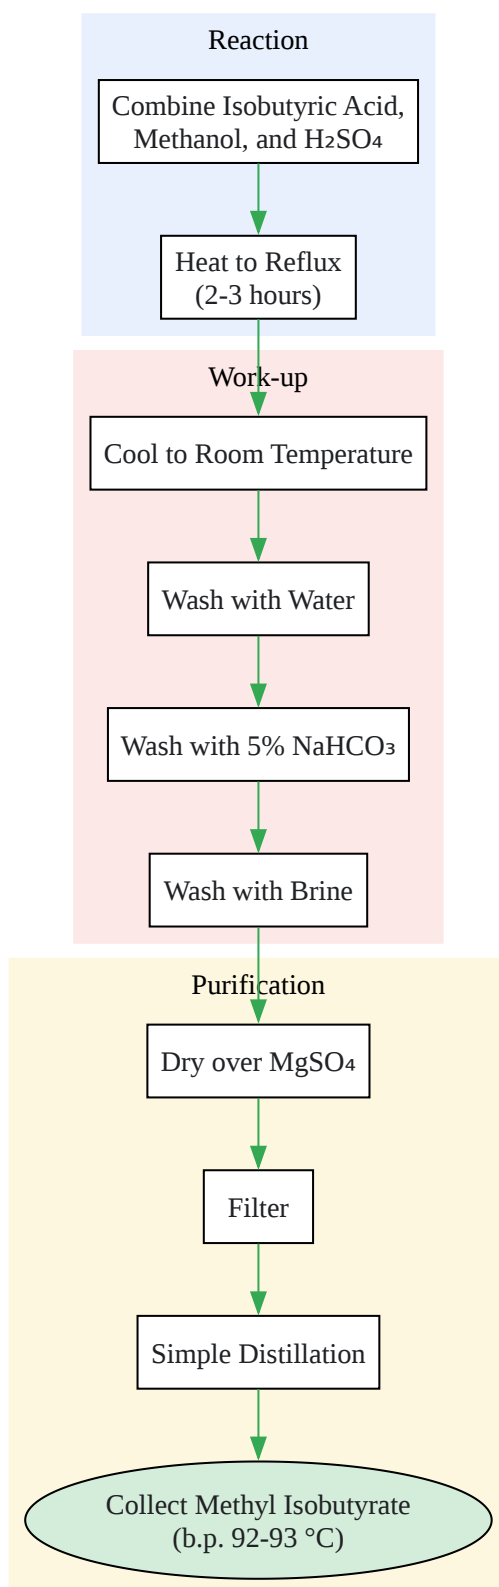 Reaction
Combine Isobutyric Acid,
Methanol, and H₂SO₄
Heat to Reflux
(2-3 hours)
Work-up
Cool to Room Temperature
Wash with Water
Wash with 5% NaHCO₃
Wash with Brine
Purification
Dry over MgSO₄
Filter
Simple Distillation
Collect Methyl Isobutyrate
(b.p. 92-93 °C)